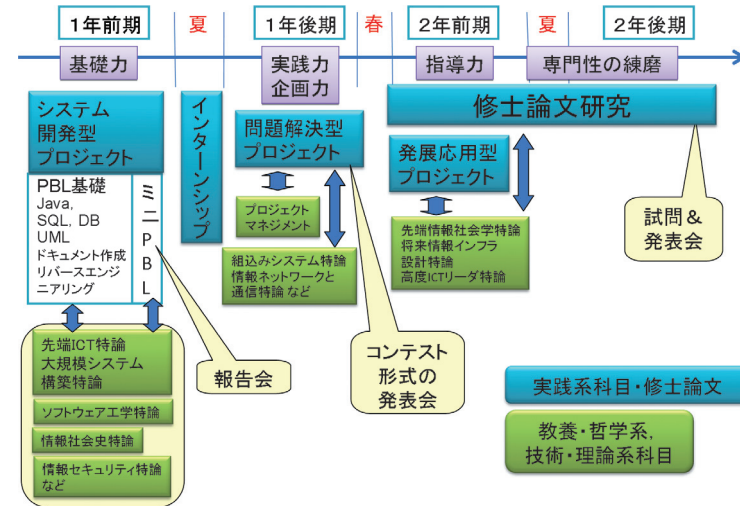 1年前期
夏
1年後期
春
2年前期
夏
2年後期
基礎力
実践力
企画力
指導力
専門性の練磨
システム
開発型
プロジェクト
PBL基礎
Java,
SQL, DB
UML
ドキュメント作成
リバースエンジ
ニアリング
ミニPBL
インターンシップ
問題解決型
プロジェクト
プロジェクト
マネジメント
組込みシステム特論
情報ネットワークと
通信特論 など
修士論文研究
発展応用型
プロジェクト
先端情報社会学特論
将来情報インフラ
設計特論
高度ICTリーダ特論
試問&
発表会
先端ICT特論
大規模システム
構築特論
ソフトウェア工学特論
情報社会史特論
情報セキュリティ特論
など
報告会
コンテスト
形式の
発表会
実践系科目・修士論文
教養・哲学系,
技術・理論系科目